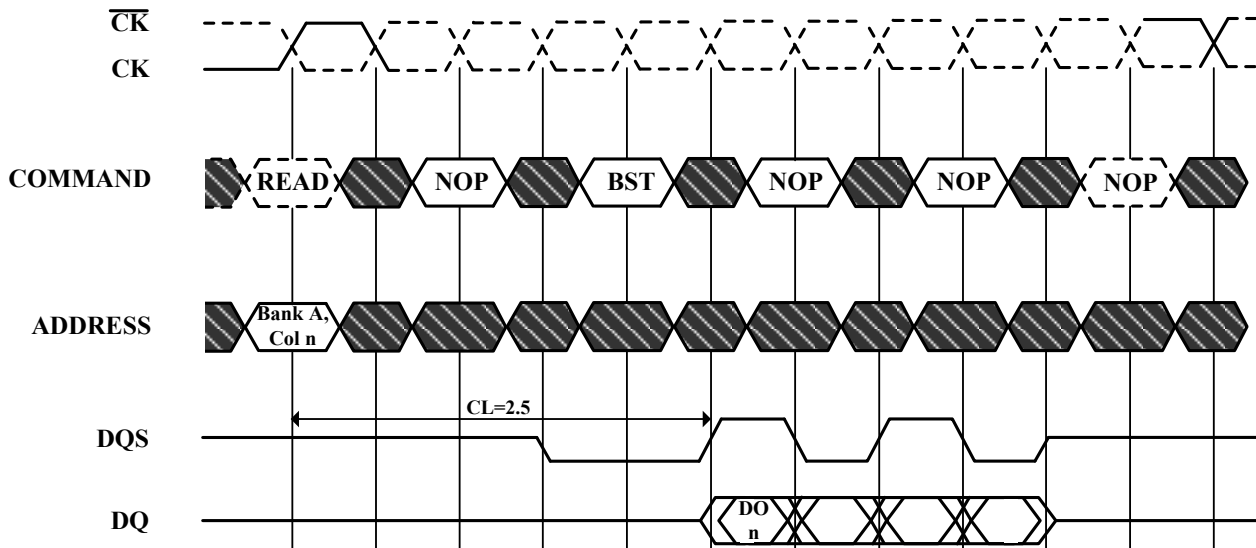 CK
CK
COMMAND
READ
NOP
BST
NOP
NOP
NOP
ADDRESS
Bank A,
Col n
CL=2.5
DQS
DQ
DO
n